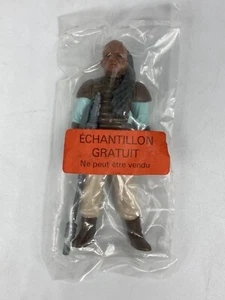 ÉCHANTILLON
GRATUIT
Ne peut être vendu